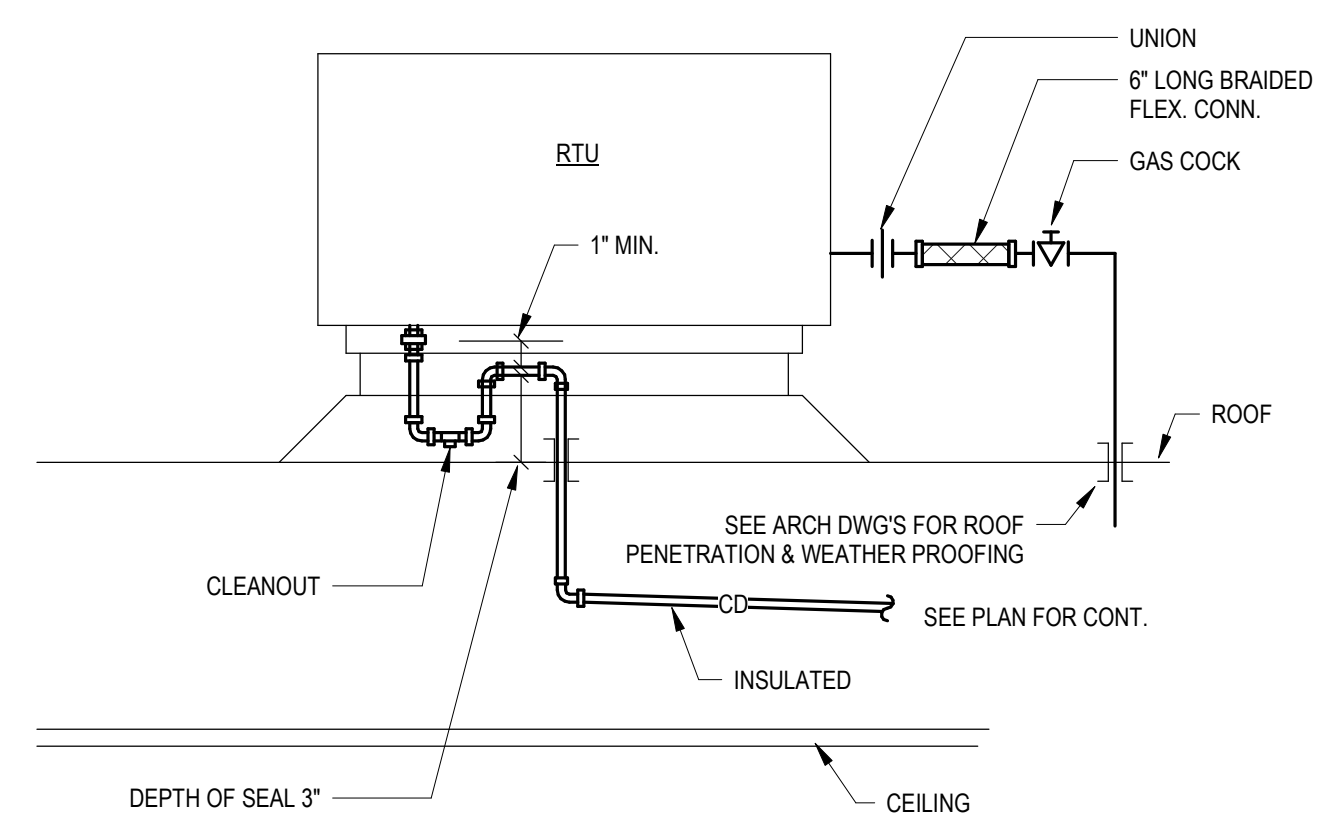 UNION
6" LONG BRAIDED
FLEX. CONN.
RTU
GAS COCK
1" MIN.
ROOF
SEE ARCH DWG'S FOR ROOF
PENETRATION & WEATHER PROOFING
CLEANOUT
CD
SEE PLAN FOR CONT.
INSULATED
DEPTH OF SEAL 3"
CEILING